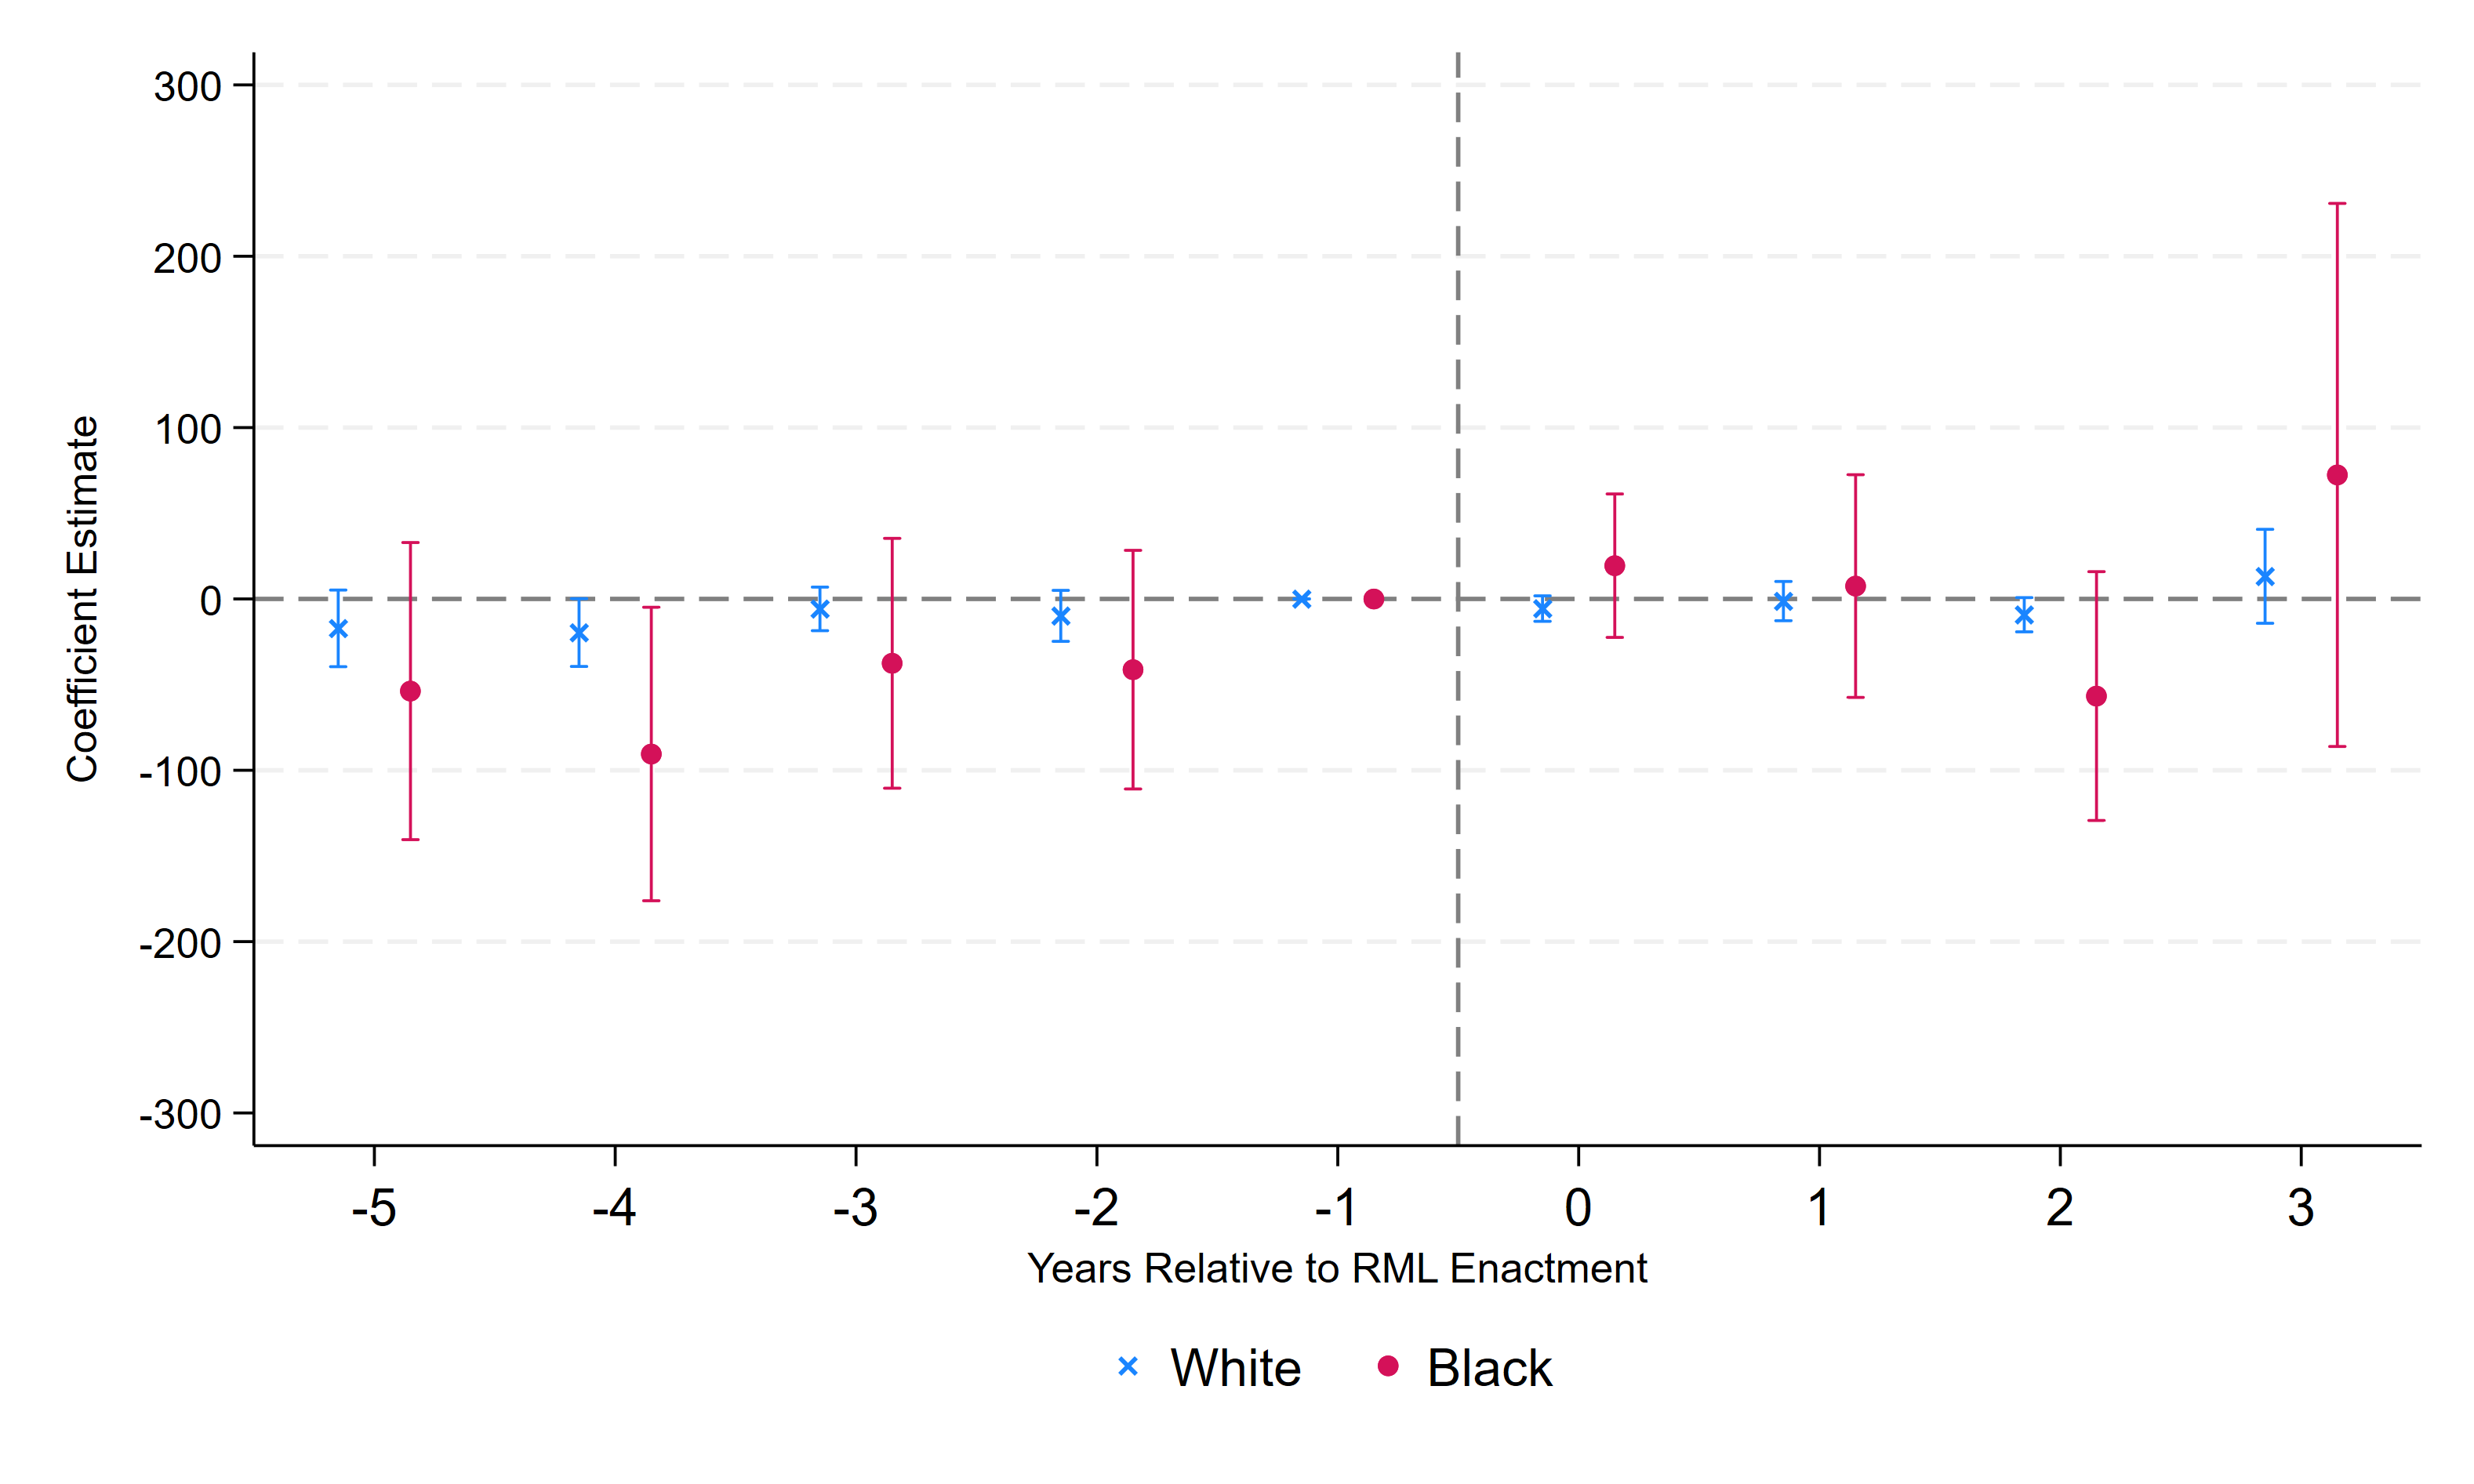 300
200
100
0
-100
-200
-300
Coefficient Estimate
-5 -4 -3 -2 -1 0 1 2 3
Years Relative to RML Enactment
White Black